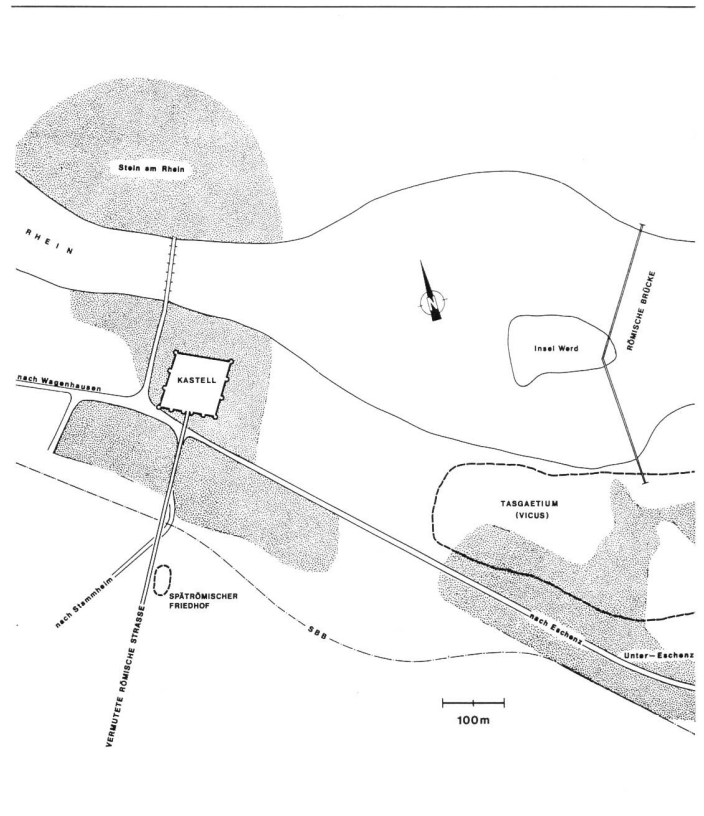 Stein am Rhein
RHEIN
RÖMISCHE BRÜCKE
N
Insel Werd
KASTELL
nach Wagenhausen
TASGAETIUM
(VICUS)
nach Stammheim
SPÄTRÖMISCHER
FRIEDHOF
VERMUTETE RÖMISCHE STRASSE
SBB
nach Eschenz
Unter-Eschenz
100m